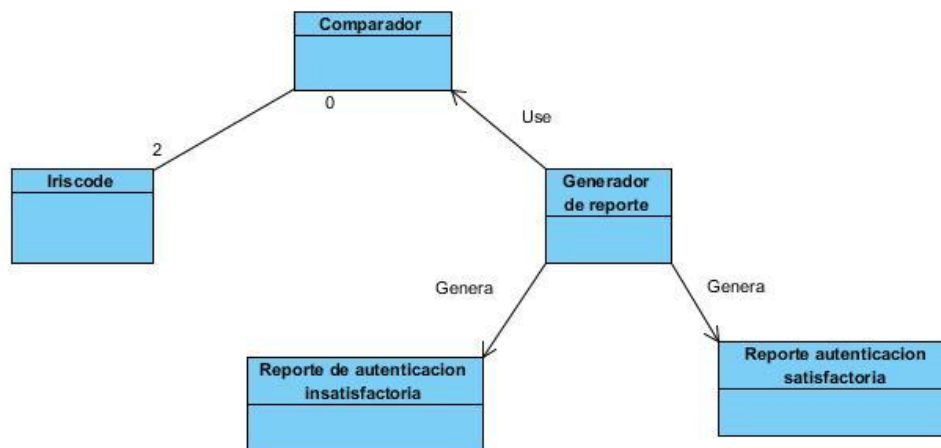 Comparador
0
Use
2
Iriscode
Generador
de reporte
Genera
Genera
Reporte de autenticacion
insatisfactoria
Reporte autenticacion
satisfactoria